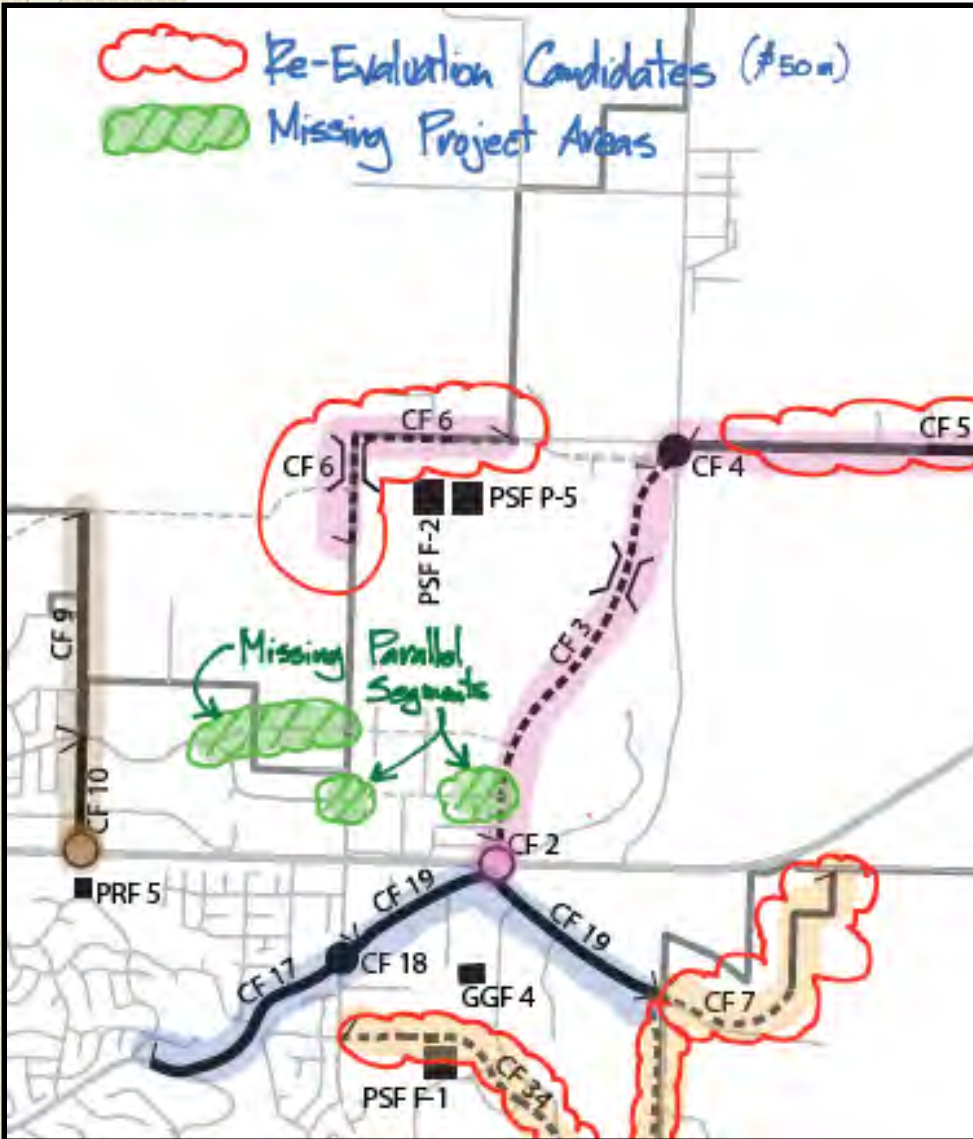 Re-Evaluation Candidates ($50m)
Missing Project Areas
CF 6
CF 5
CF 6
CF 4
PSF P-5
PSF F-2
CF 9
Missing Parallel
Segments
CF 3
CF 10
CF 2
PRF 5
CF 19
CF 19
CF 18
CF 17
GGF 4
CF 7
CF 34
PSF F-1